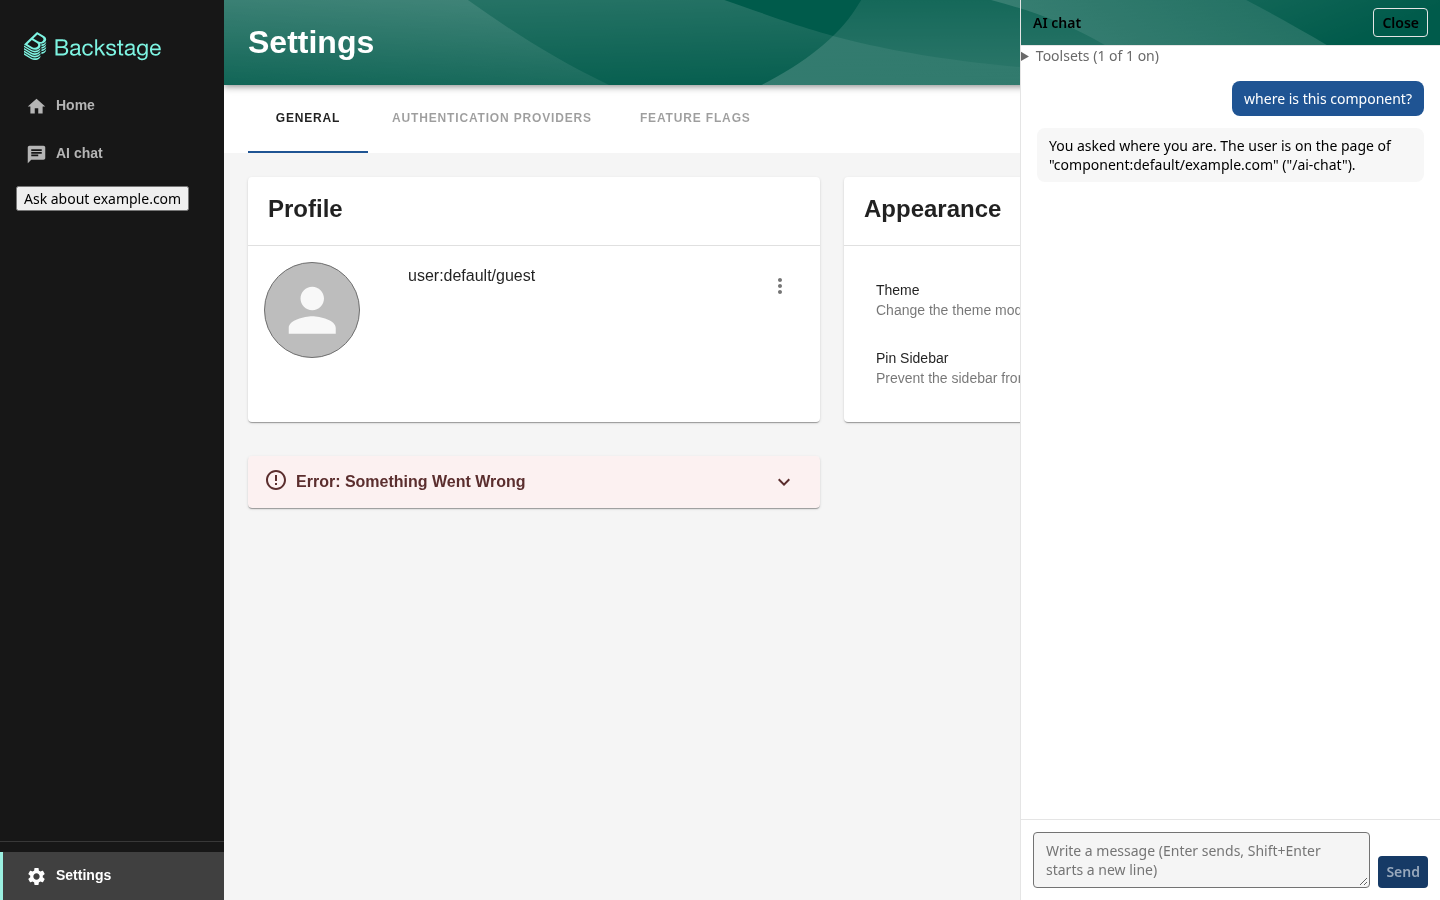 Backstage
Home
AI chat
Ask about example.com
Settings
Settings
GENERAL
AUTHENTICATION PROVIDERS
FEATURE FLAGS
Profile
user:default/guest
Appearance
Theme
Change the theme mod
Pin Sidebar
Prevent the sidebar fro
Error: Something Went Wrong
AI chat
Close
Toolsets (1 of 1 on)
where is this component?
You asked where you are. The user is on the page of
"component:default/example.com" ("/ai-chat").
Write a message (Enter sends, Shift+Enter
starts a new line)
Send